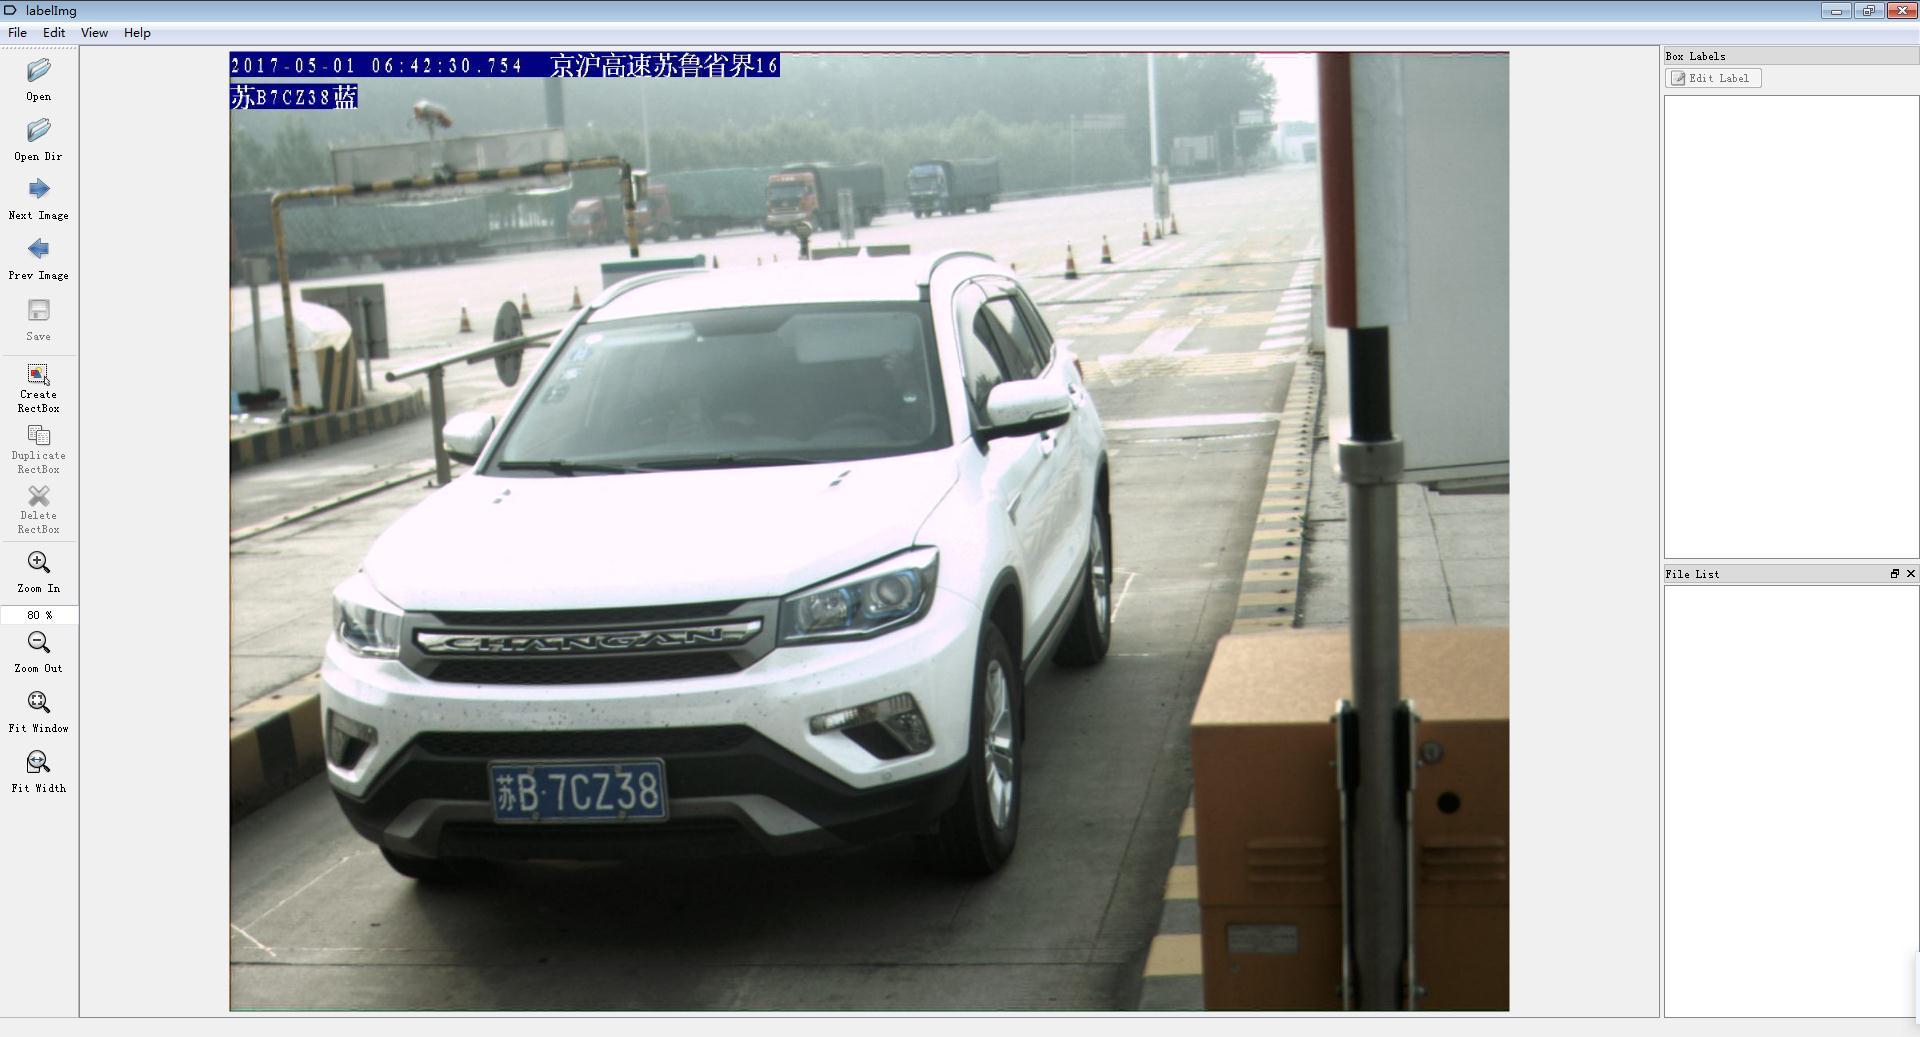 labelImg
File Edit View Help
Open
Open Dir
Next Image
Prev Image
Save
Create
RectBox
Duplicate
RectBox
Delete
RectBox
Zoom In
80 %
Zoom Out
Fit Window
Fit Width
2017-05-01 06:42:30.754 京沪高速苏鲁省界16
苏B7CZ38蓝
CHANGAN
苏B·7CZ38
Box Labels
Edit Label
File List